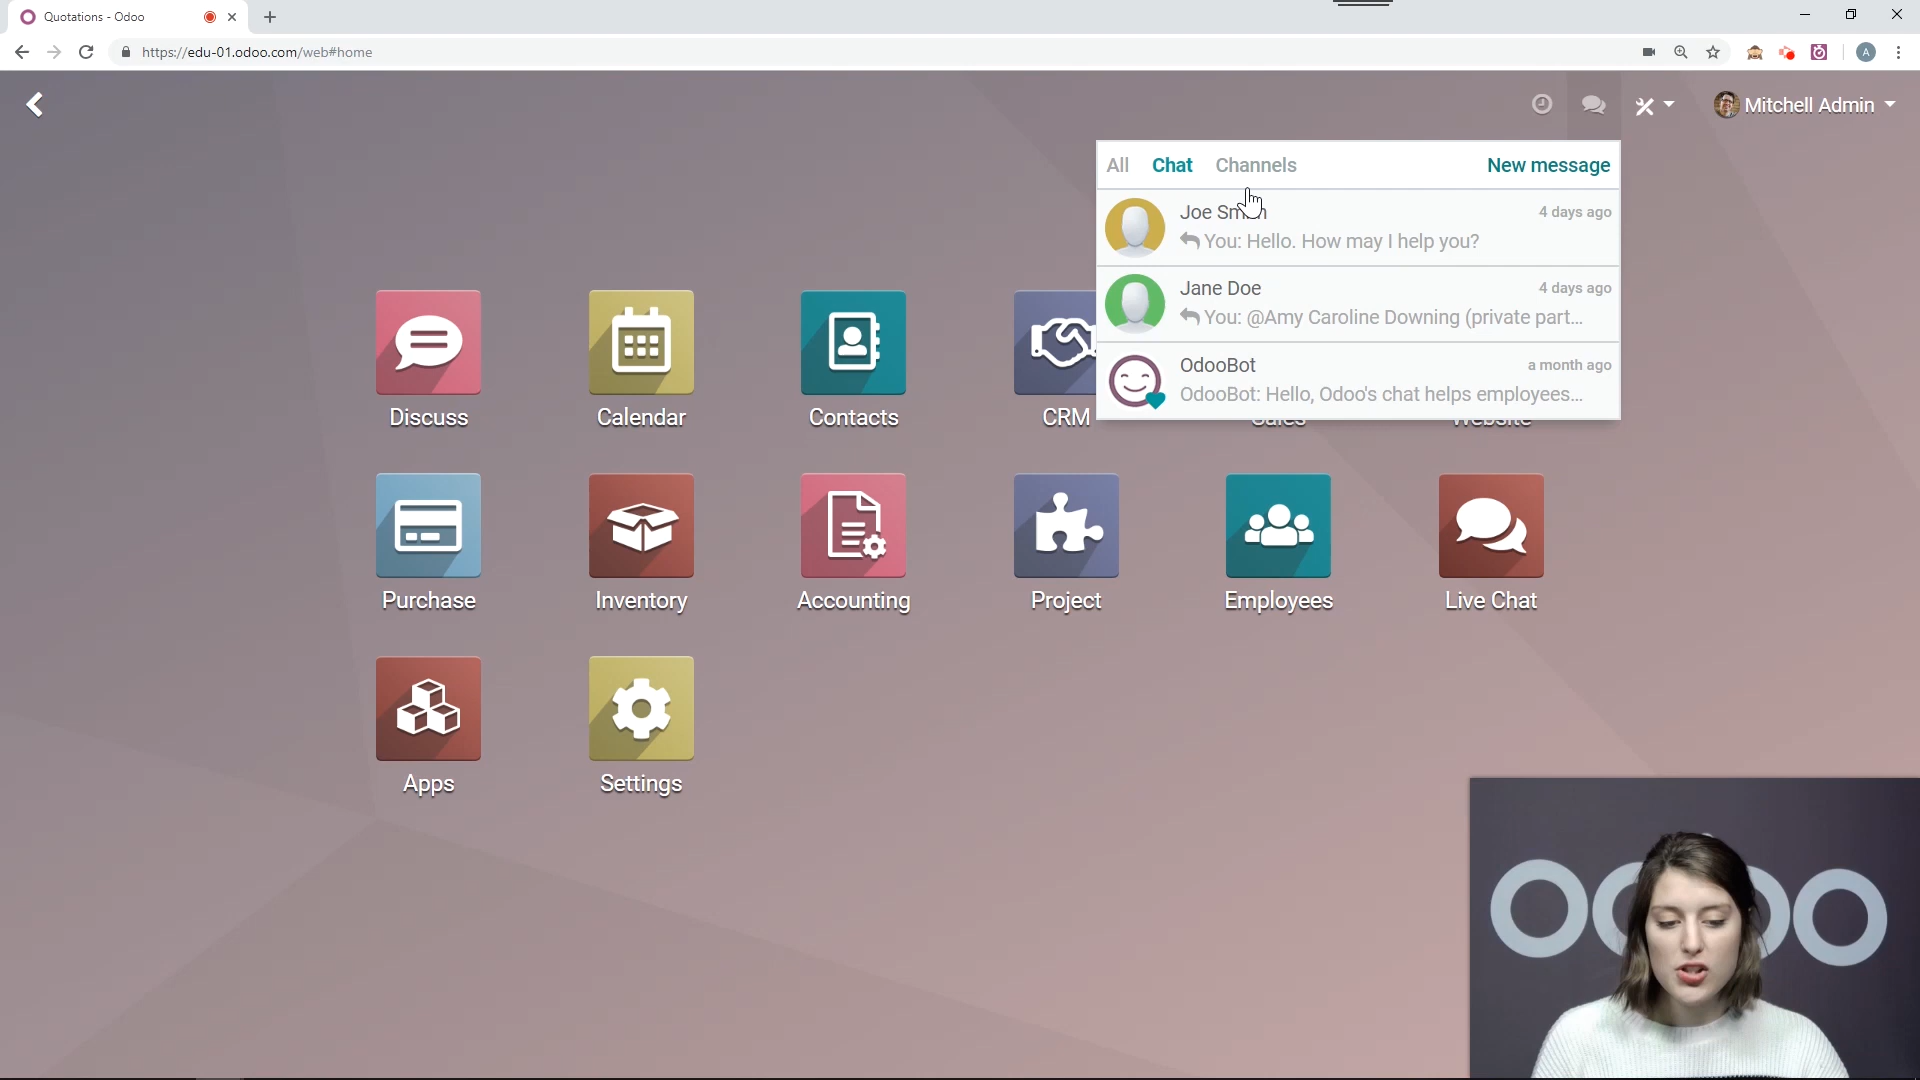 Quotations - Odoo
https://edu-01.odoo.com/web#home
A
Mitchell Admin
All Chat Channels New message
Joe 4 days ago
You: Hello. How may I help you?
Jane Doe 4 days ago
You: @Amy Caroline Downing (private part...
OdooBot a month ago
OdooBot: Hello, Odoo's chat helps employees...
Discuss Calendar Contacts CRM Sales Website
Purchase Inventory Accounting Project Employees Live Chat
Apps Settings